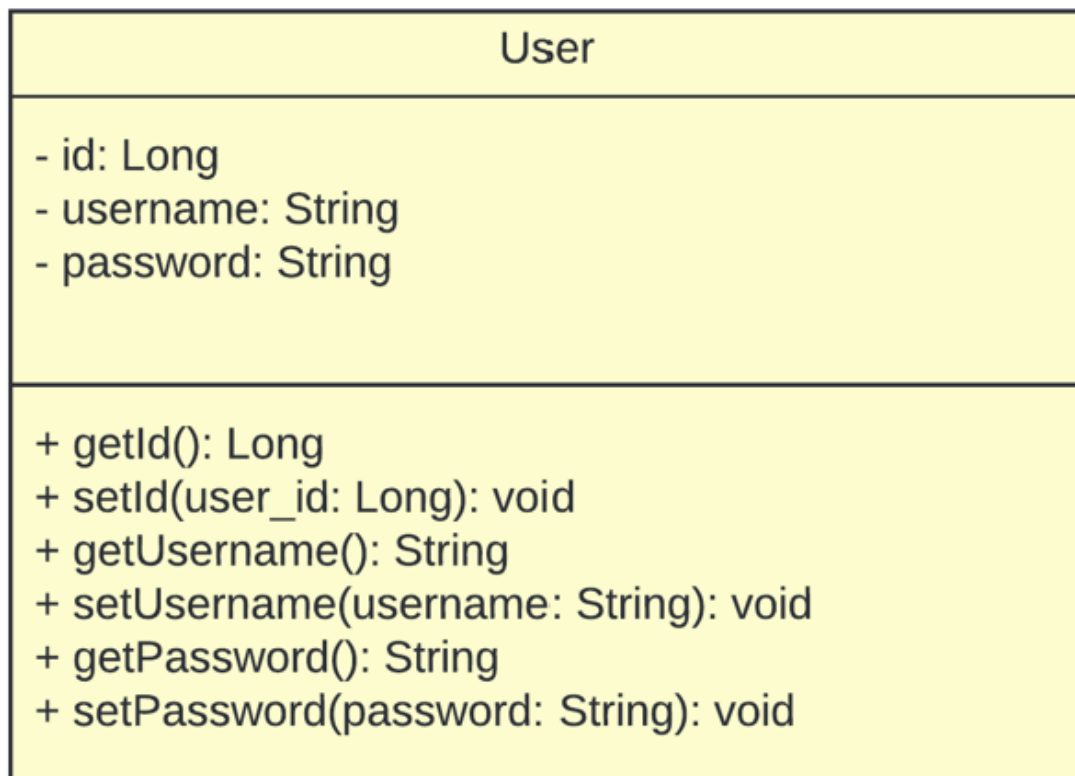 User
- id: Long
- username: String
- password: String
+ getId(): Long
+ setId(user_id: Long): void
+ getUsername(): String
+ setUsername(username: String): void
+ getPassword(): String
+ setPassword(password: String): void